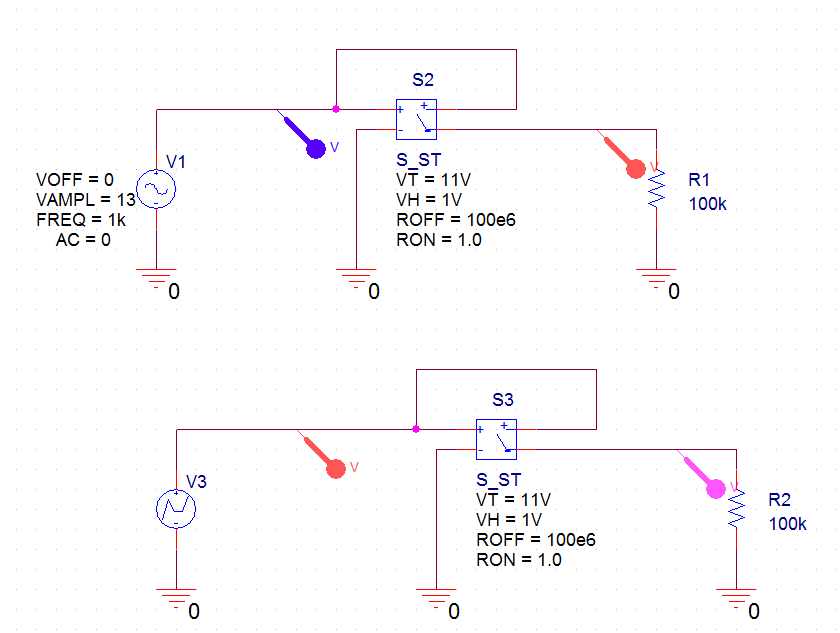 S2
+ +
-
V
V1
VOFF = 0
VAMPL = 13
FREQ = 1k
AC = 0
+
-
S_ST
VT = 11V
VH = 1V
ROFF = 100e6
RON = 1.0
V
R1
100k
0
0
0
S3
+ +
-
V
V3
+
-
S_ST
VT = 11V
VH = 1V
ROFF = 100e6
RON = 1.0
V
R2
100k
0
0
0